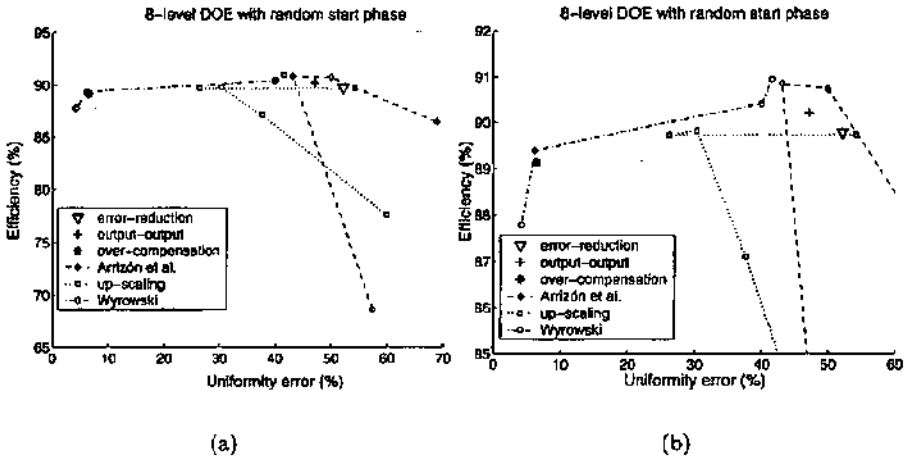 8-level DOE with random start phase
95
90
85
80
75
70
65
Efficiency (%)
error-reduction
output-output
over-compensation
Arrizón et al.
up-scaling
Wyrowski
0 10 20 30 40 50 60 70
Uniformity error (%)
(a)
8-level DOE with random start phase
92
91
90
89
88
87
86
85
Efficiency (%)
error-reduction
output-output
over-compensation
Arrizón et al.
up-scaling
Wyrowski
0 10 20 30 40 50 60
Uniformity error (%)
(b)